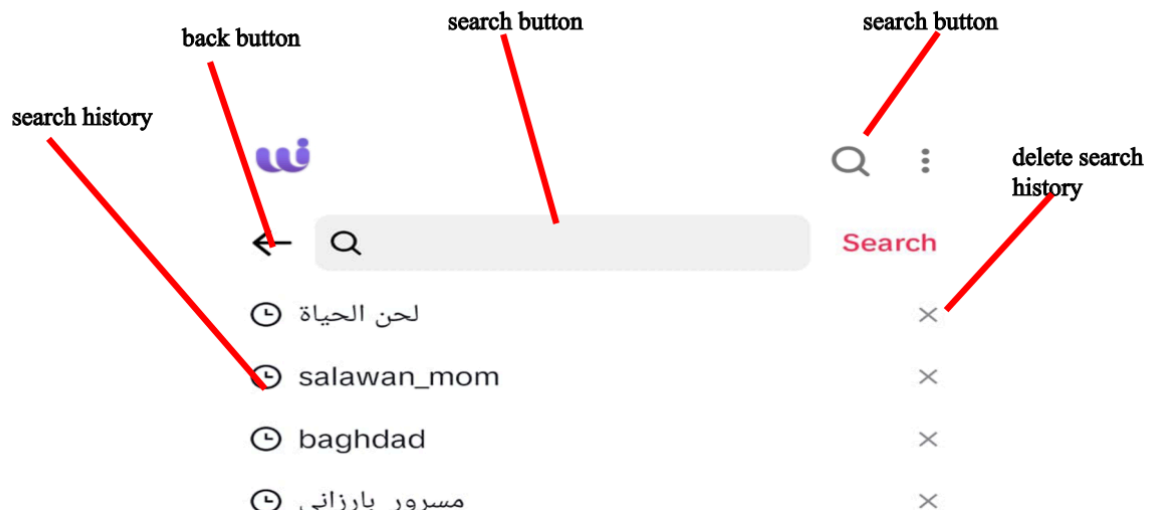 search button
search button
back button
search history
delete search
history
Search
لحن الحياة
salawan_mom
baghdad
مسرور بارزاني